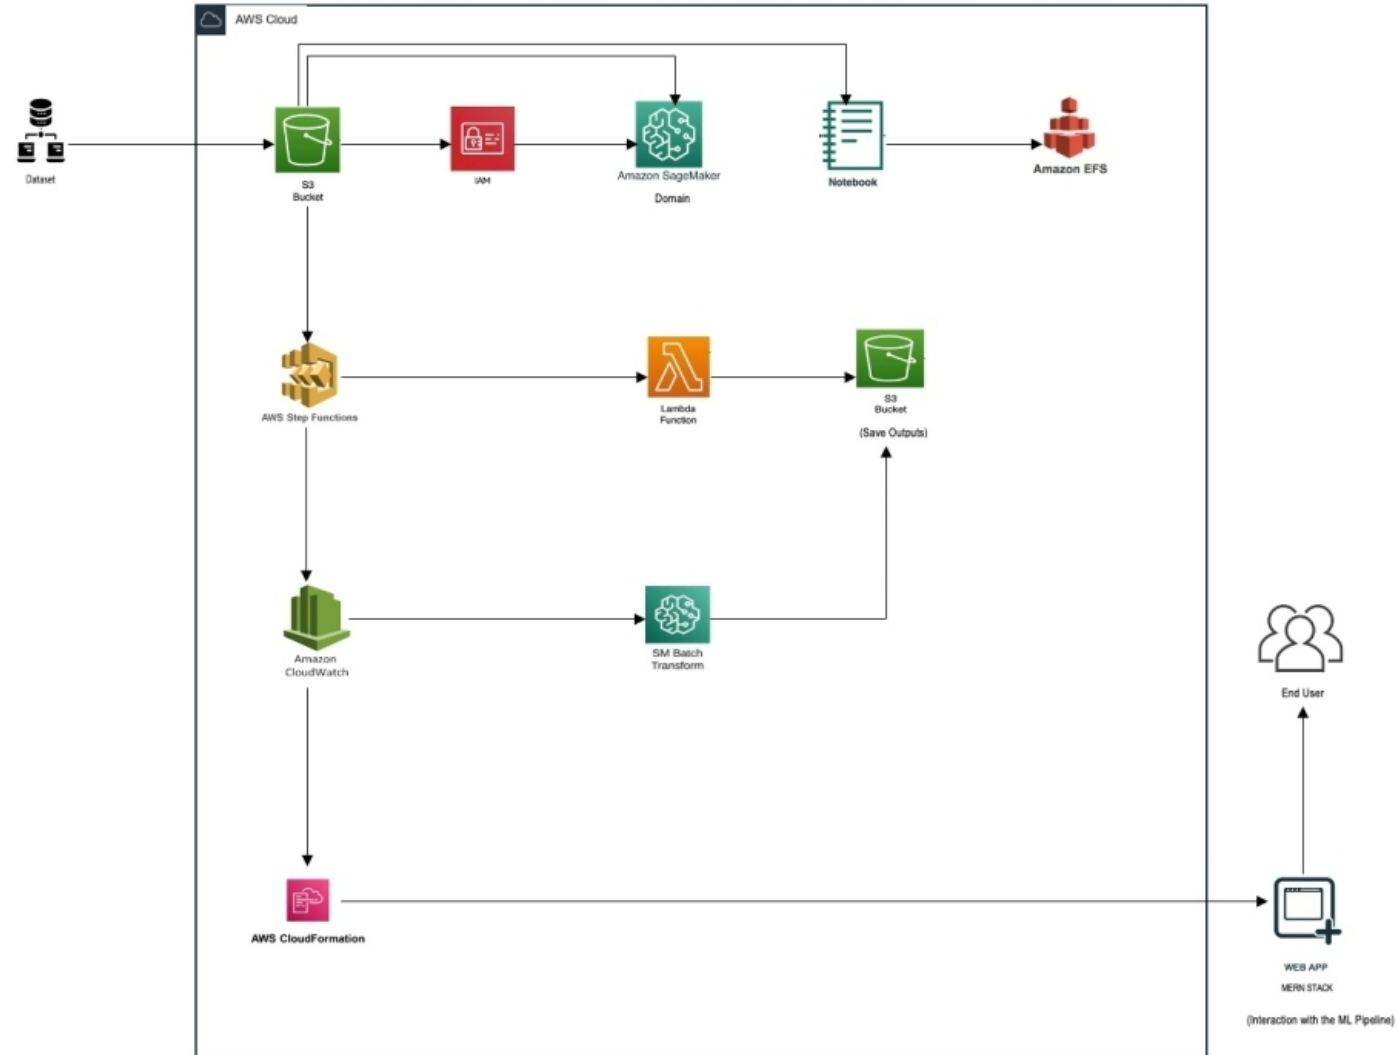 AWS Cloud
Dataset
S3
Bucket
IAM
Amazon SageMaker
Domain
Notebook
Amazon EFS
AWS Step Functions
Lambda
Function
S3
Bucket
(Save Outputs)
Amazon
CloudWatch
SM Batch
Transform
End User
AWS CloudFormation
WEB APP
MERN STACK
(Interaction with the ML Pipeline)